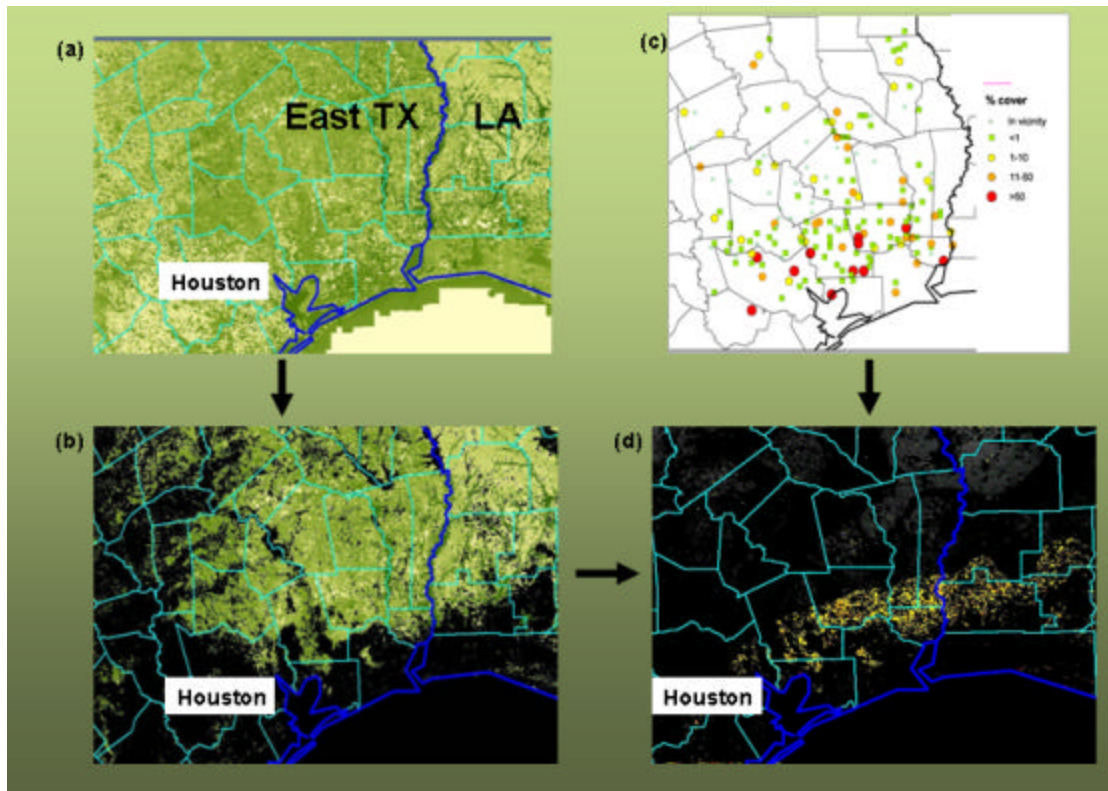 (a)
East TX
LA
Houston
(c)
% cover
In vicinity
<1
1-10
11-50
>50
(b)
Houston
(d)
Houston